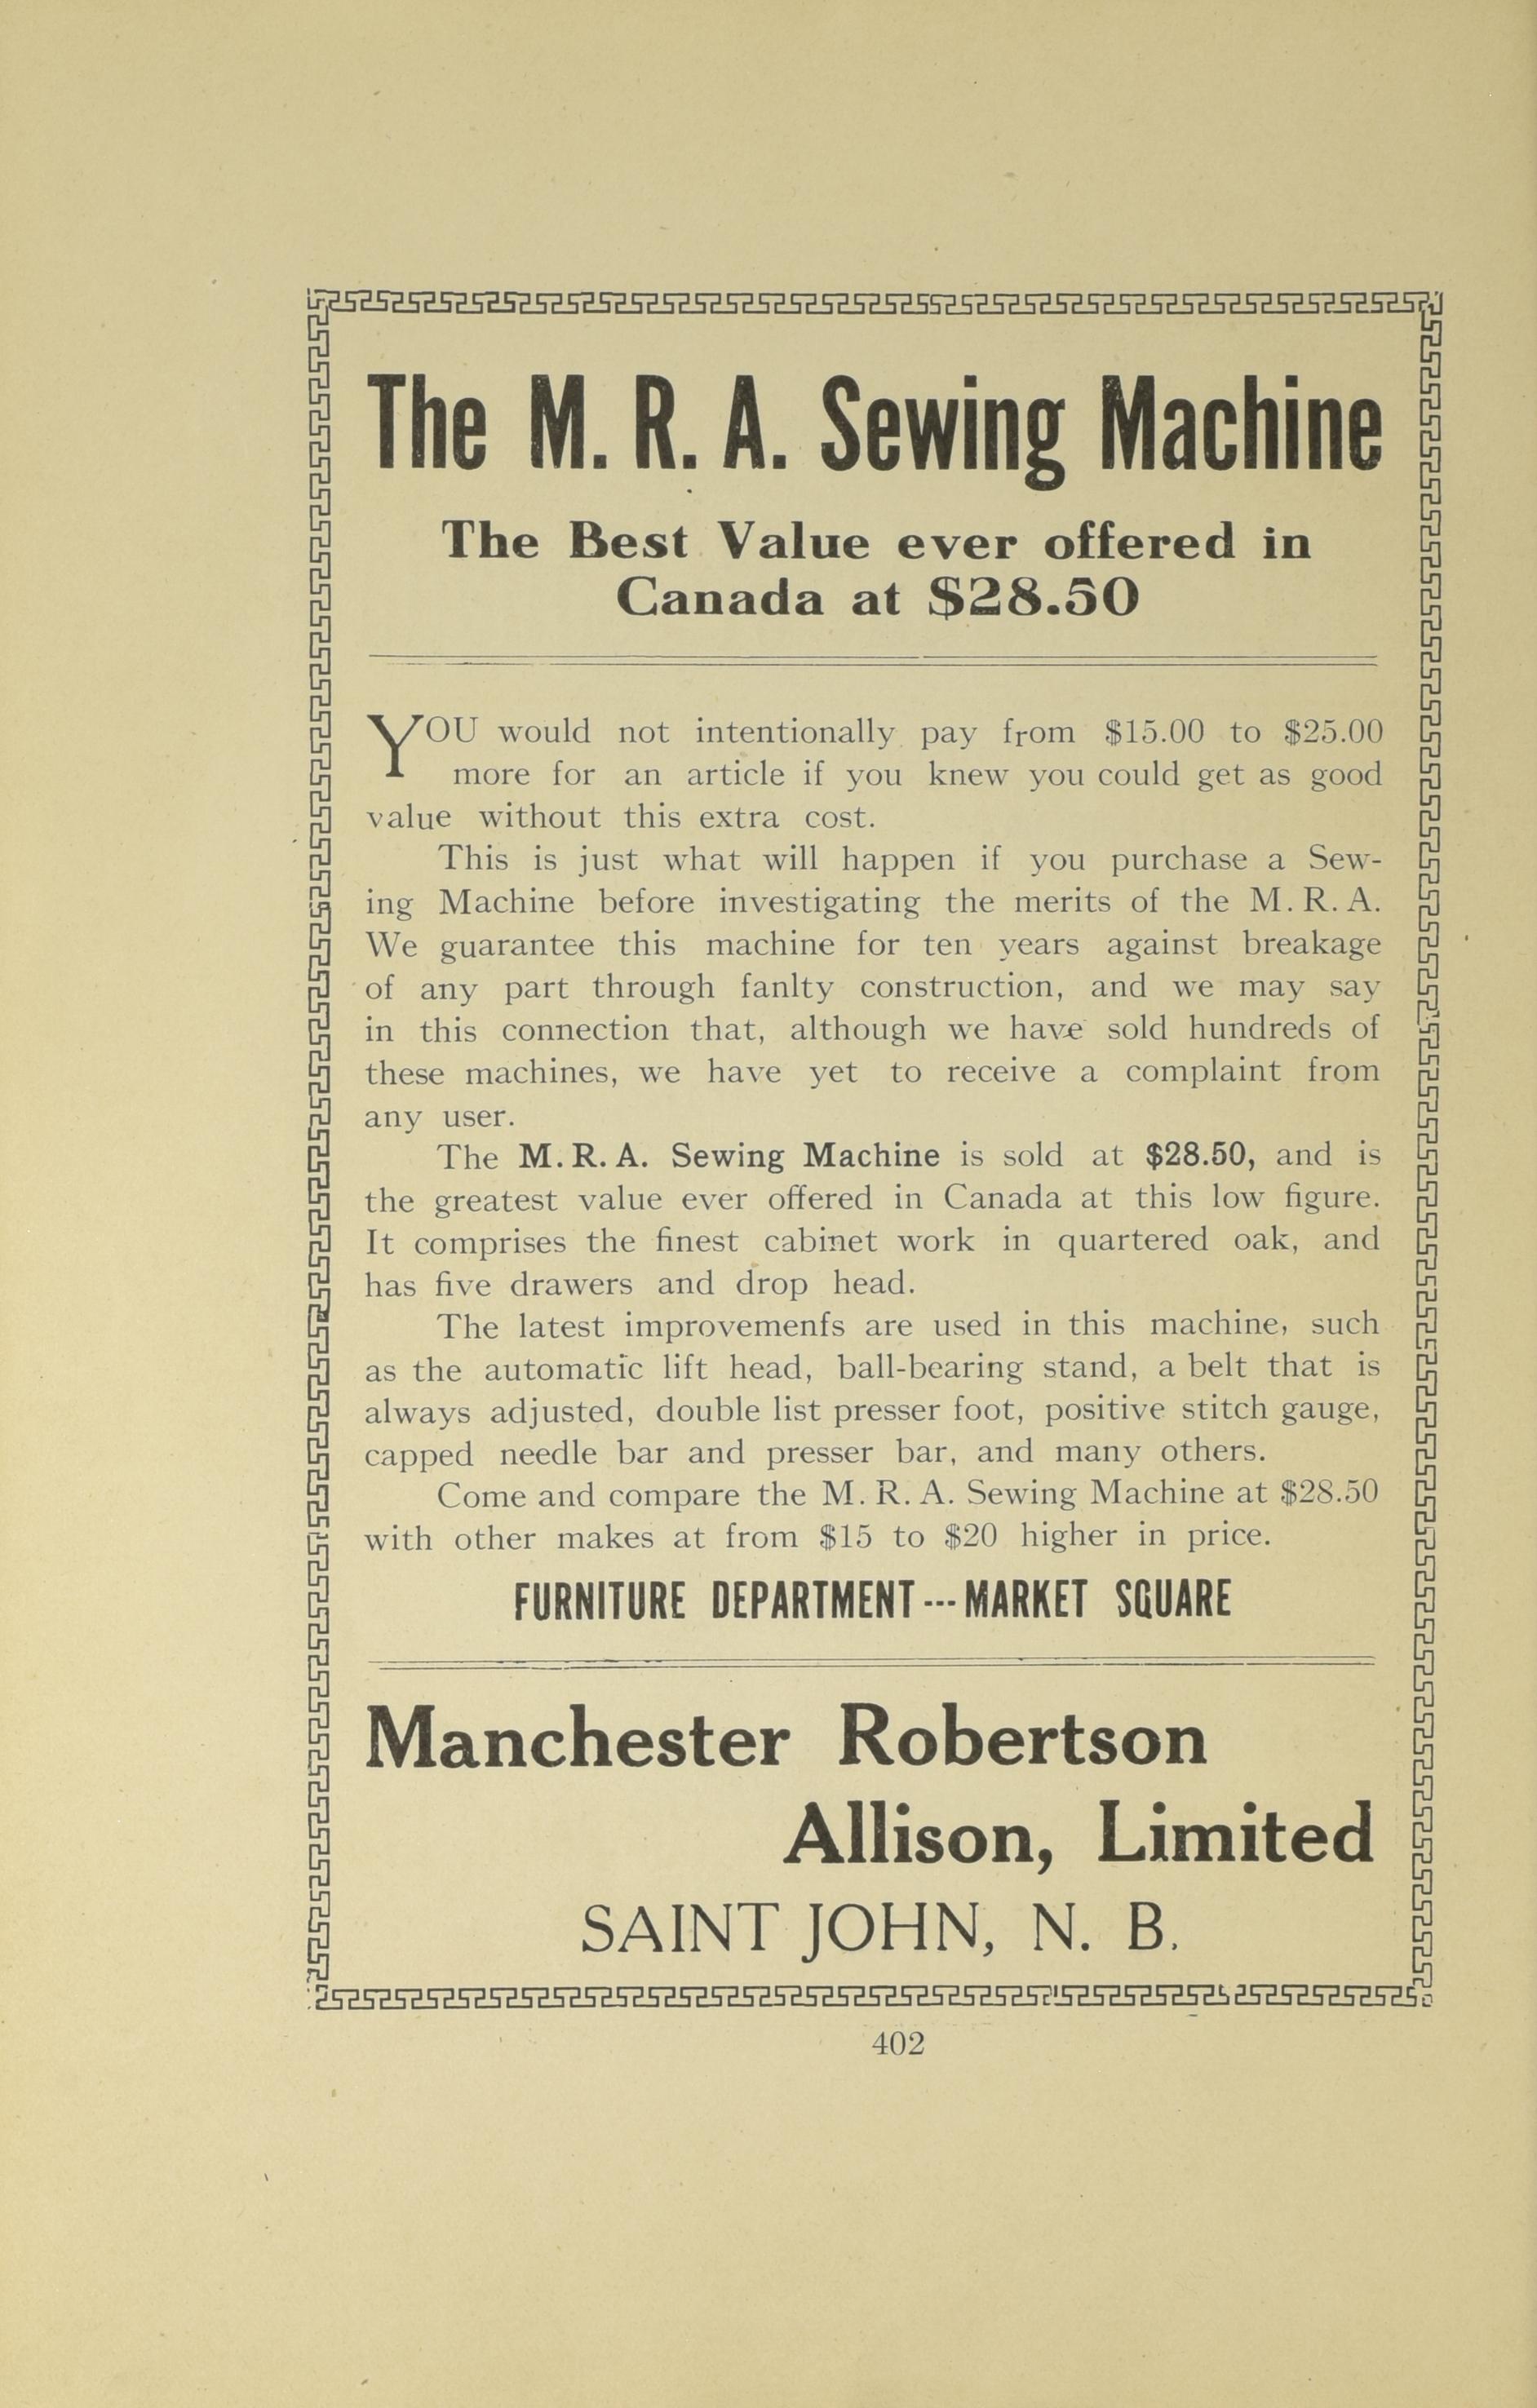 The M. R. A. Sewing Machine
The Best Value ever offered in
Canada at $28.50
YOU would not intentionally pay from $15.00 to $25.00
more for an article if you knew you could get as good
value without this extra cost.
This is just what will happen if you purchase a Sew-
ing Machine before investigating the merits of the M. R. A.
We guarantee this machine for ten years against breakage
of any part through fanlty construction, and we may say
in this connection that, although we have sold hundreds of
these machines, we have yet to receive a complaint from
any user.
The M. R. A. Sewing Machine is sold at $28.50, and is
the greatest value ever offered in Canada at this low figure.
It comprises the finest cabinet work in quartered oak, and
has five drawers and drop head.
The latest improvemenfs are used in this machine, such
as the automatic lift head, ball-bearing stand, a belt that is
always adjusted, double list presser foot, positive stitch gauge,
capped needle bar and presser bar, and many others.
Come and compare the M. R. A. Sewing Machine at $28.50
with other makes at from $15 to $20 higher in price.
FURNITURE DEPARTMENT---MARKET SQUARE
Manchester Robertson
Allison, Limited
SAINT JOHN, N. B.
402